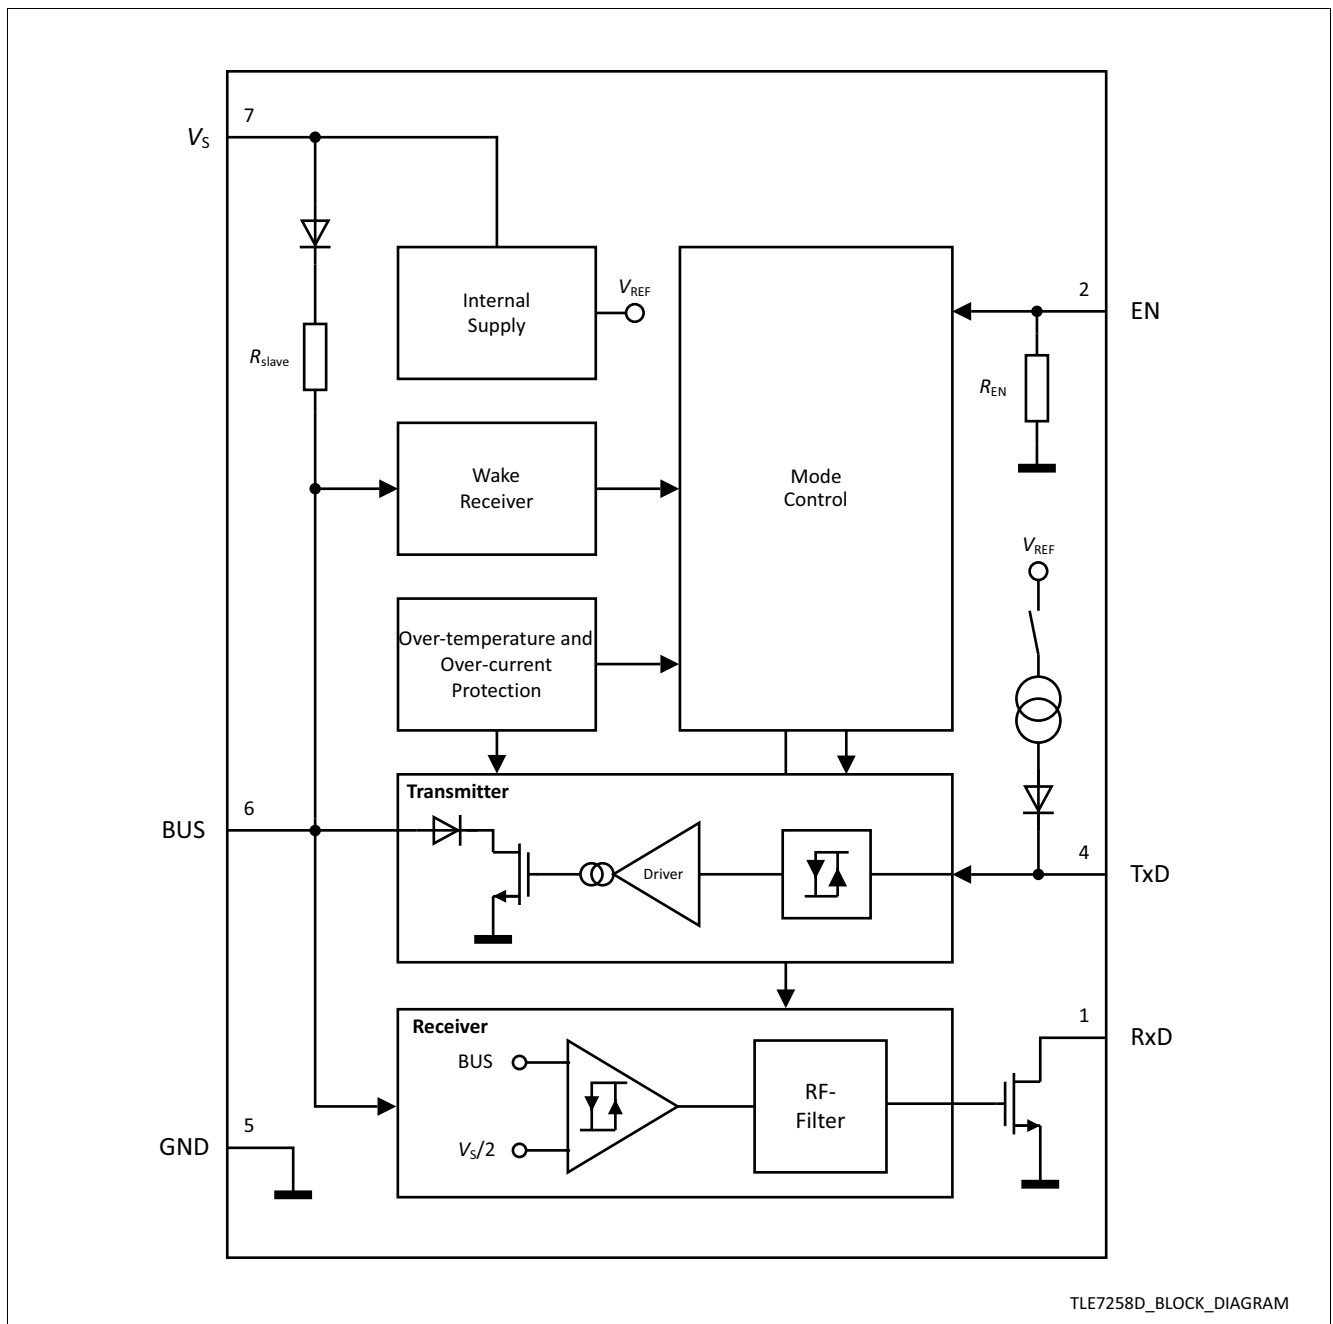 7
VS
Internal
Supply
VREF
2
EN
Rslave
REN
Wake
Receiver
Mode
Control
VREF
Over-temperature and
Over-current
Protection
Transmitter
6
BUS
Driver
4
TxD
Receiver
1
RxD
BUS
RF-
Filter
VS/2
5
GND
TLE7258D_BLOCK_DIAGRAM